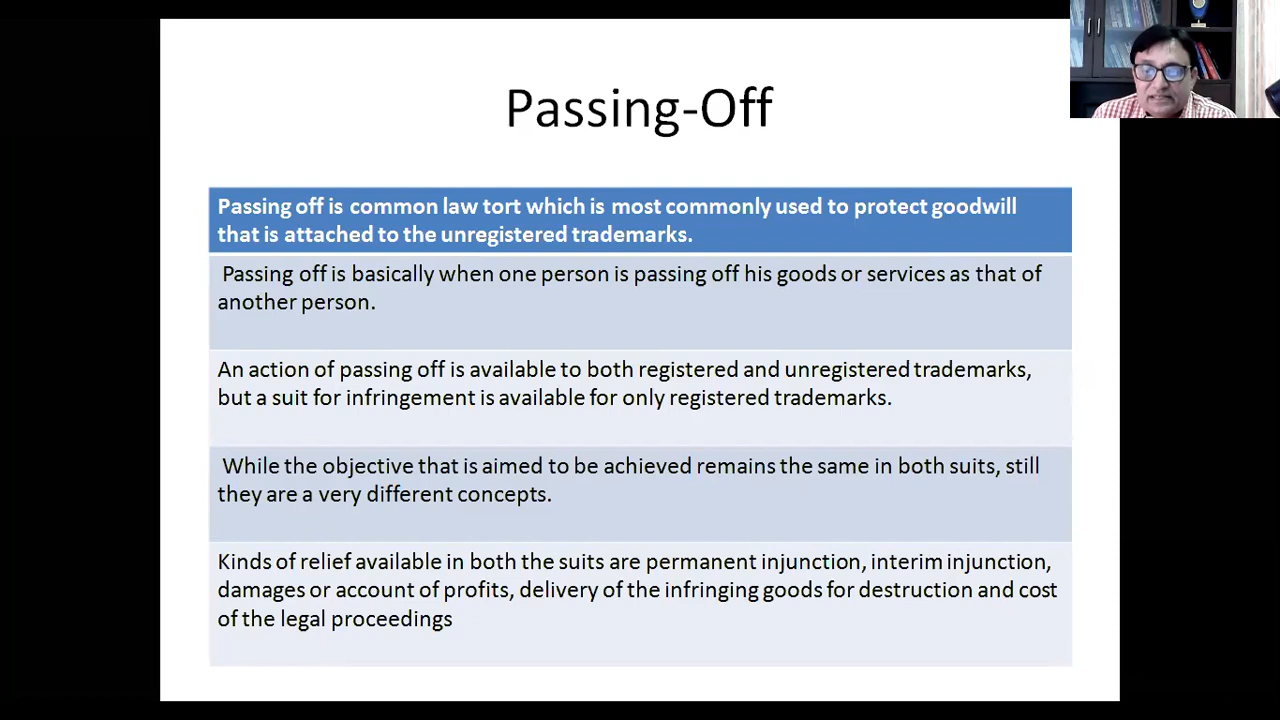 Passing-Off
Passing off is common law tort which is most commonly used to protect goodwill
that is attached to the unregistered trademarks.
Passing off is basically when one person is passing off his goods or services as that of
another person.
An action of passing off is available to both registered and unregistered trademarks,
but a suit for infringement is available for only registered trademarks.
While the objective that is aimed to be achieved remains the same in both suits, still
they are a very different concepts.
Kinds of relief available in both the suits are permanent injunction, interim injunction,
damages or account of profits, delivery of the infringing goods for destruction and cost
of the legal proceedings